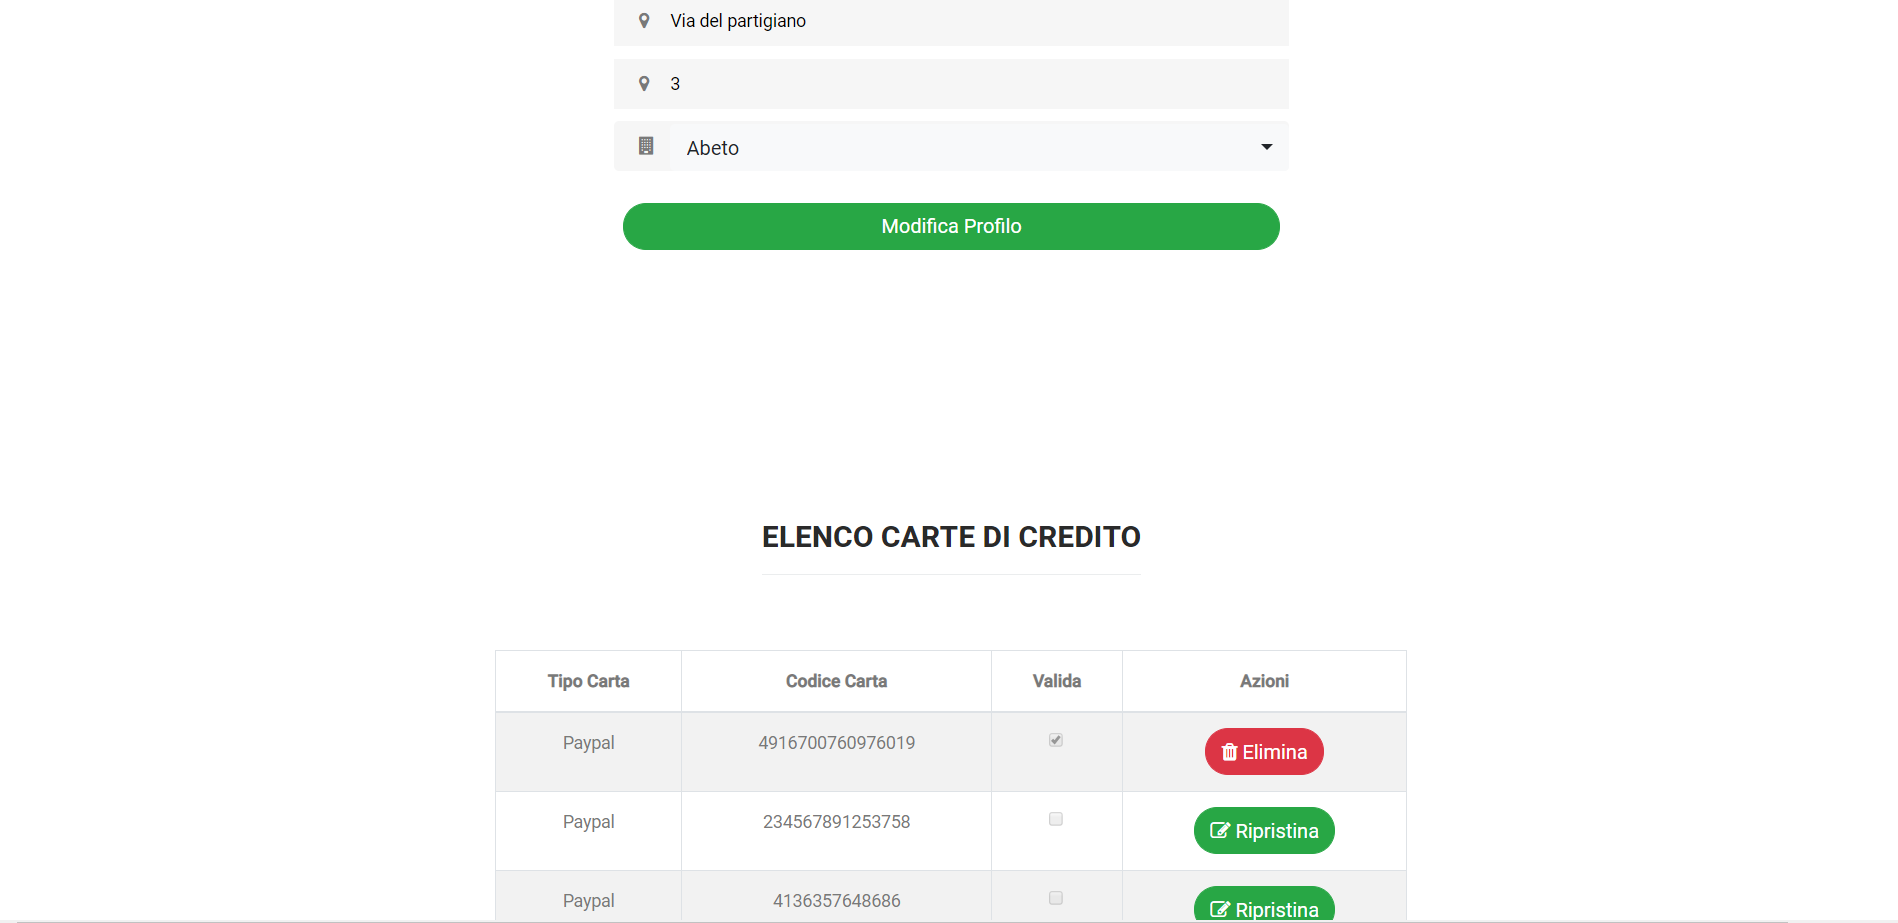 Via del partigiano
3
Abeto
Modifica Profilo
ELENCO CARTE DI CREDITO
Tipo Carta Codice Carta Valida Azioni
Paypal 4916700760976019 Elimina
Paypal 234567891253758 Ripristina
Paypal 4136357648686 Ripristina